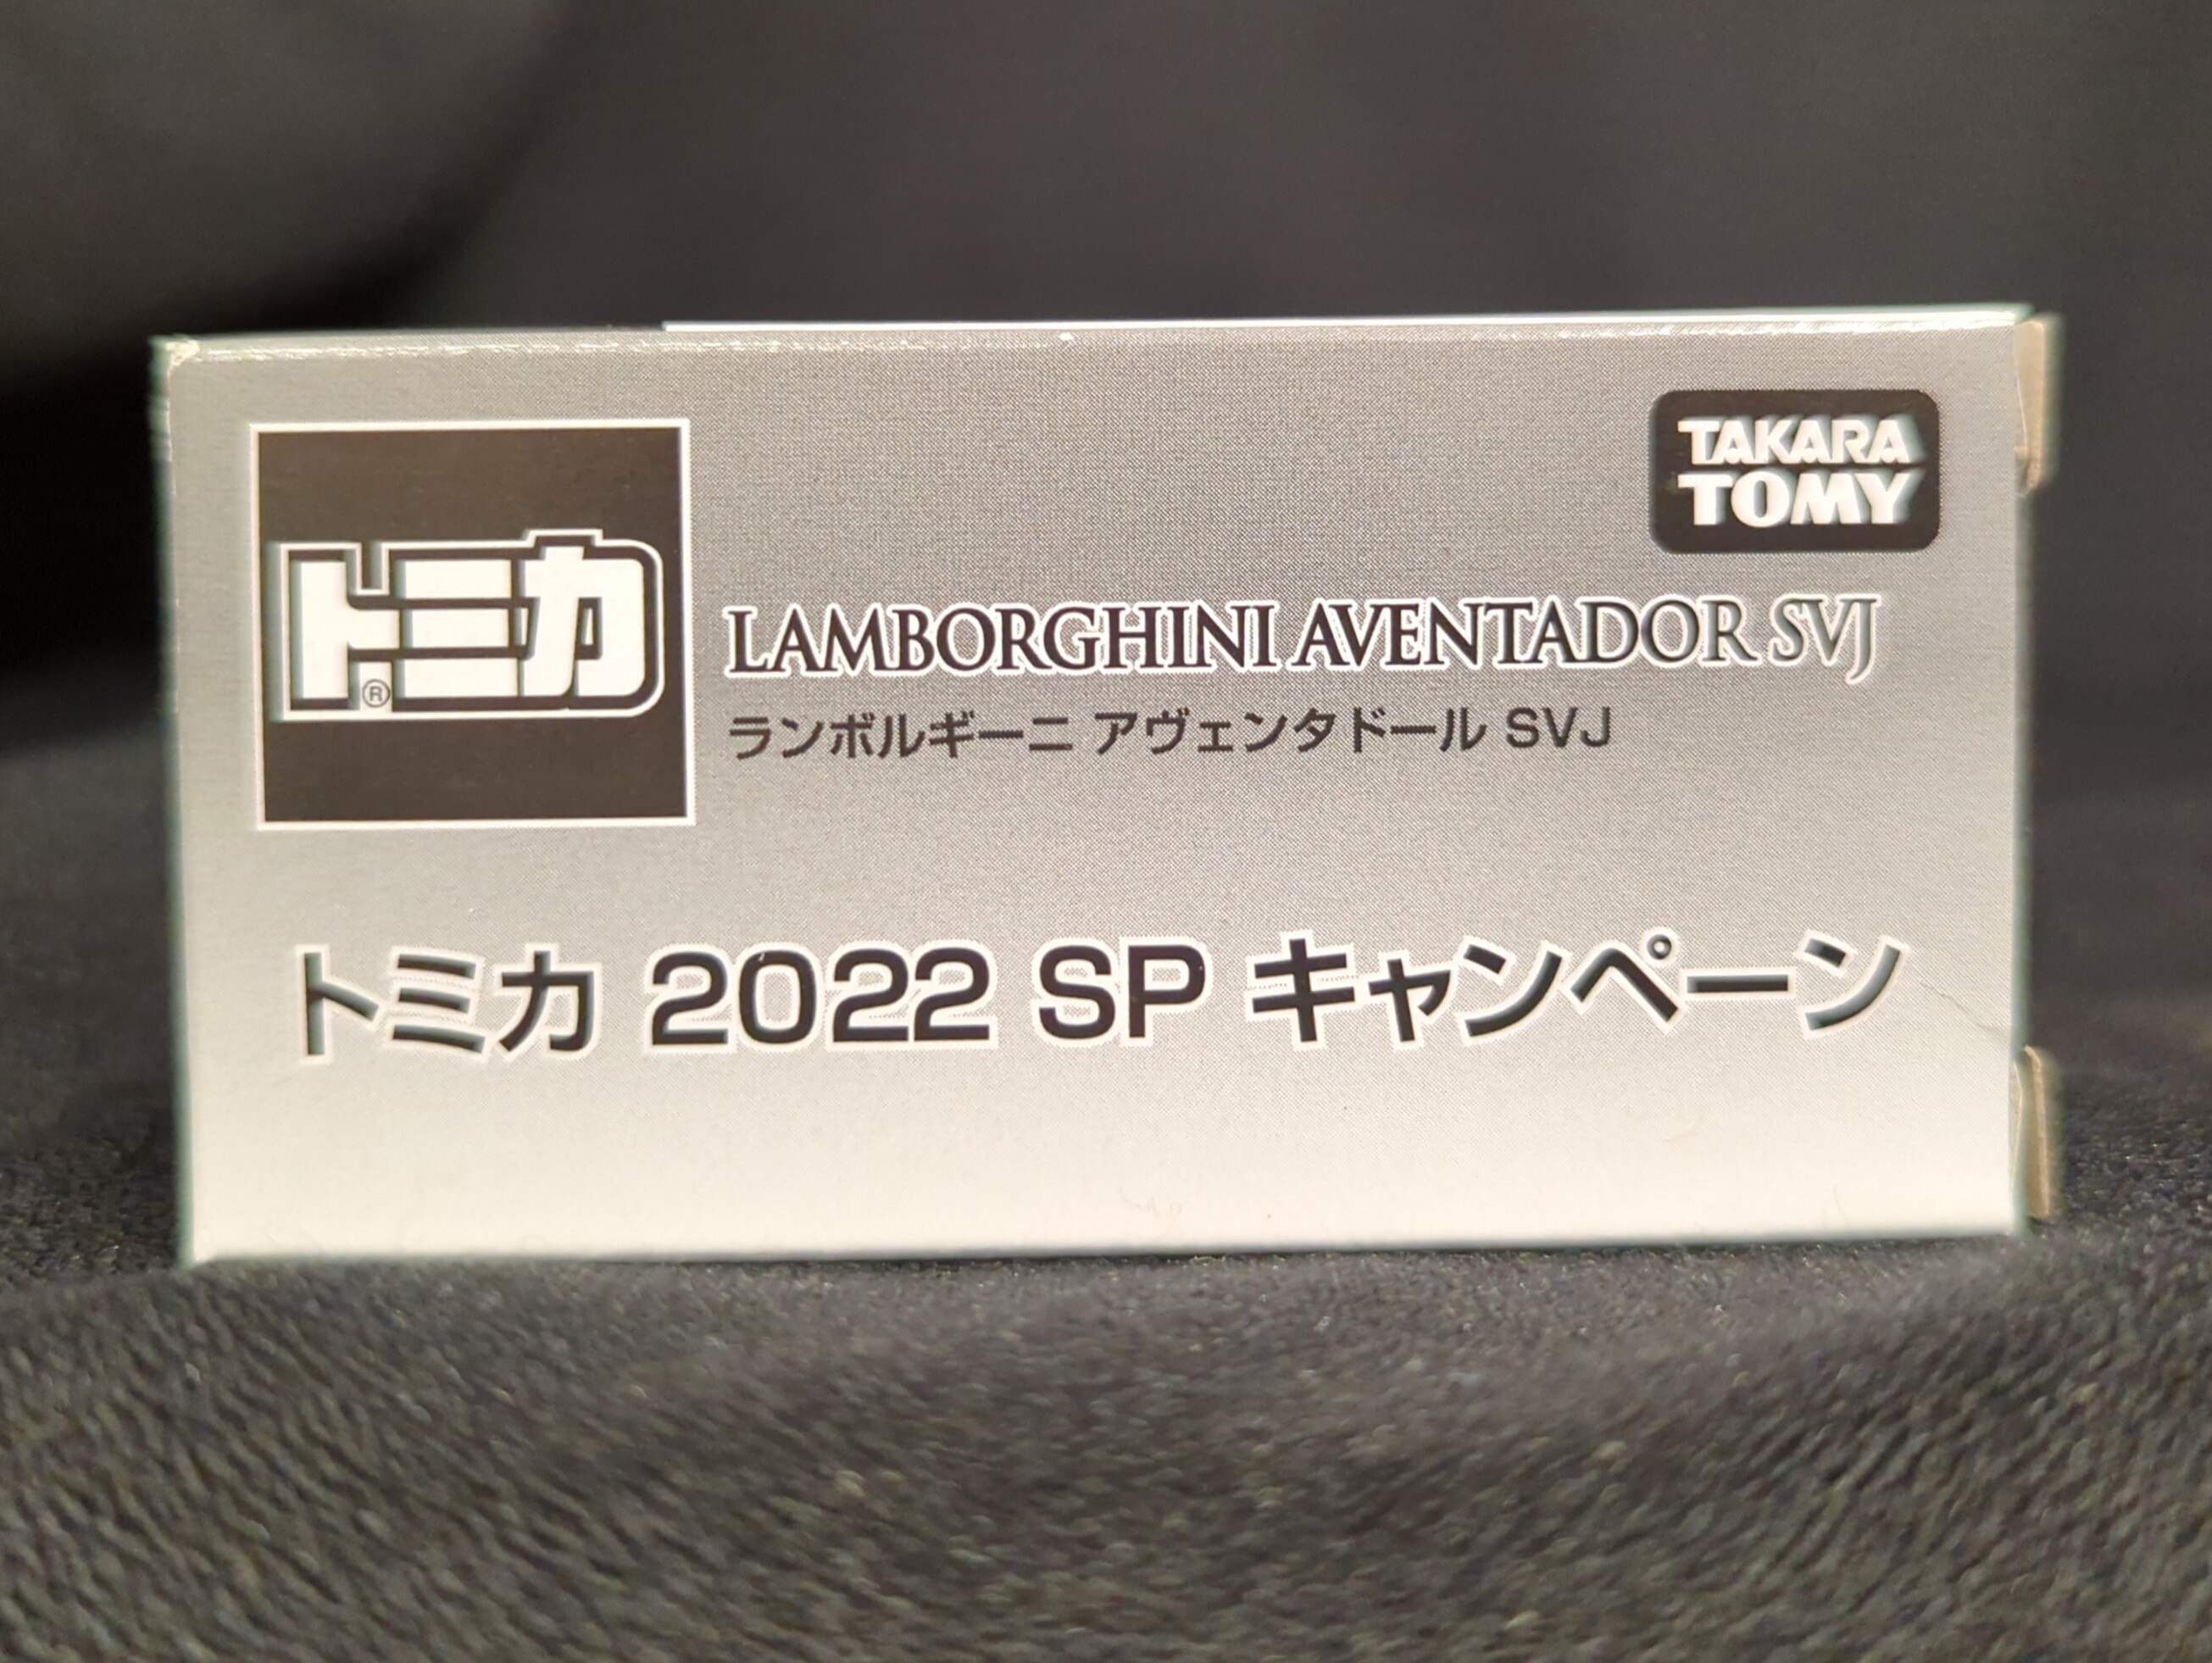 TAKARA
TOMY
トミカ®
LAMBORGHINI AVENTADOR SVJ
ランボルギーニ アヴェンタドール SVJ
トミカ 2022 SP キャンペーン